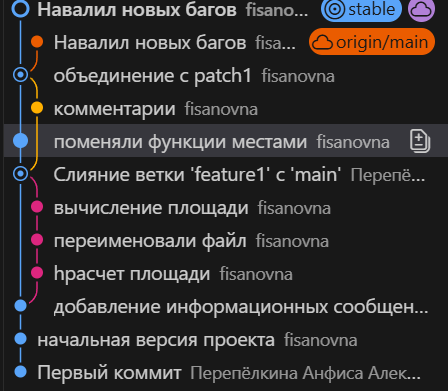 Навалил новых багов fisano... stable
Навалил новых багов fisa... origin/main
объединение с patch1 fisanovna
комментарии fisanovna
поменяли функции местами fisanovna
Слияние ветки 'feature1' с 'main' Перепё...
вычисление площади fisanovna
переименовали файл fisanovna
hрасчет площади fisanovna
добавление информационных сообщен...
начальная версия проекта fisanovna
Первый коммит Перепёлкина Анфиса Алек...